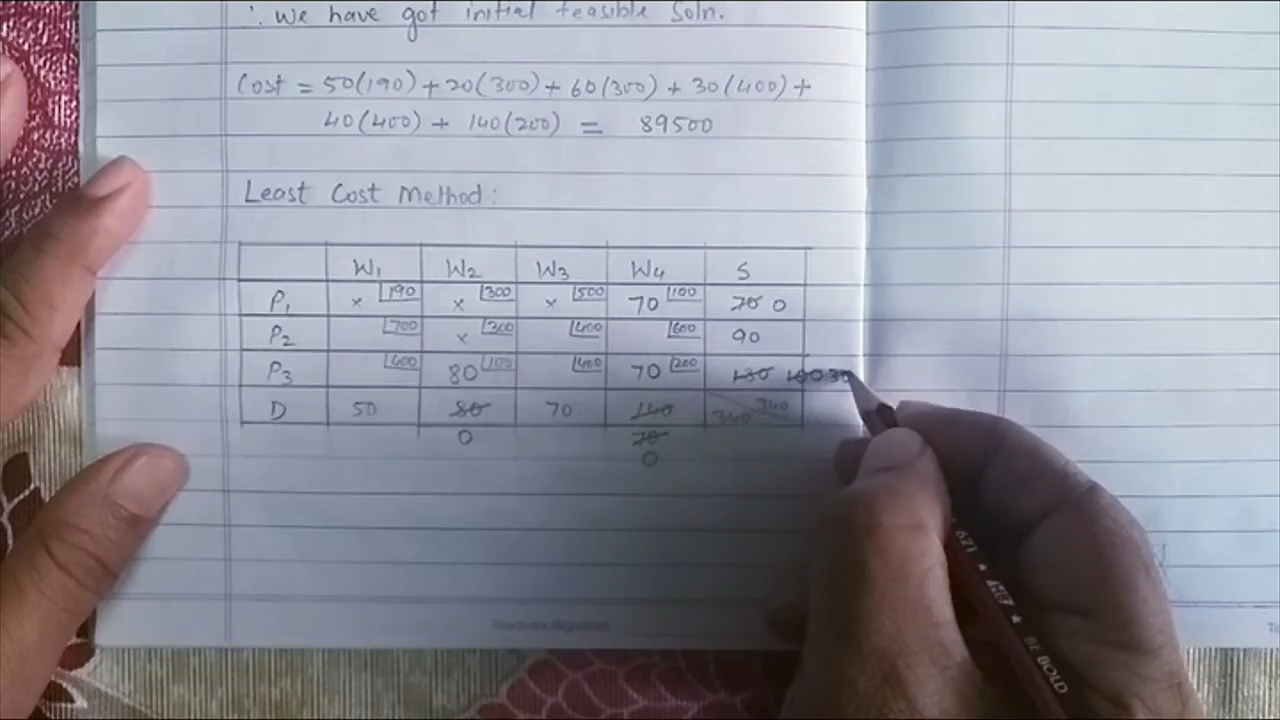 ∴ We have got initial feasible Soln.
Cost = 50(190) + 20(300) + 60(300) + 30(400) +
40(400) + 140(200) = 89500
Least Cost Method:
W1 W2 W3 W4 S
P1 × 190 × 300 × 500 70 100 70 0
P2 700 × 300 400 600 90
P3 400 80 100 400 70 200 180 100 30
D 50 80 70 140 340 340
0 70
0
621 ★ ★ BE BOLD